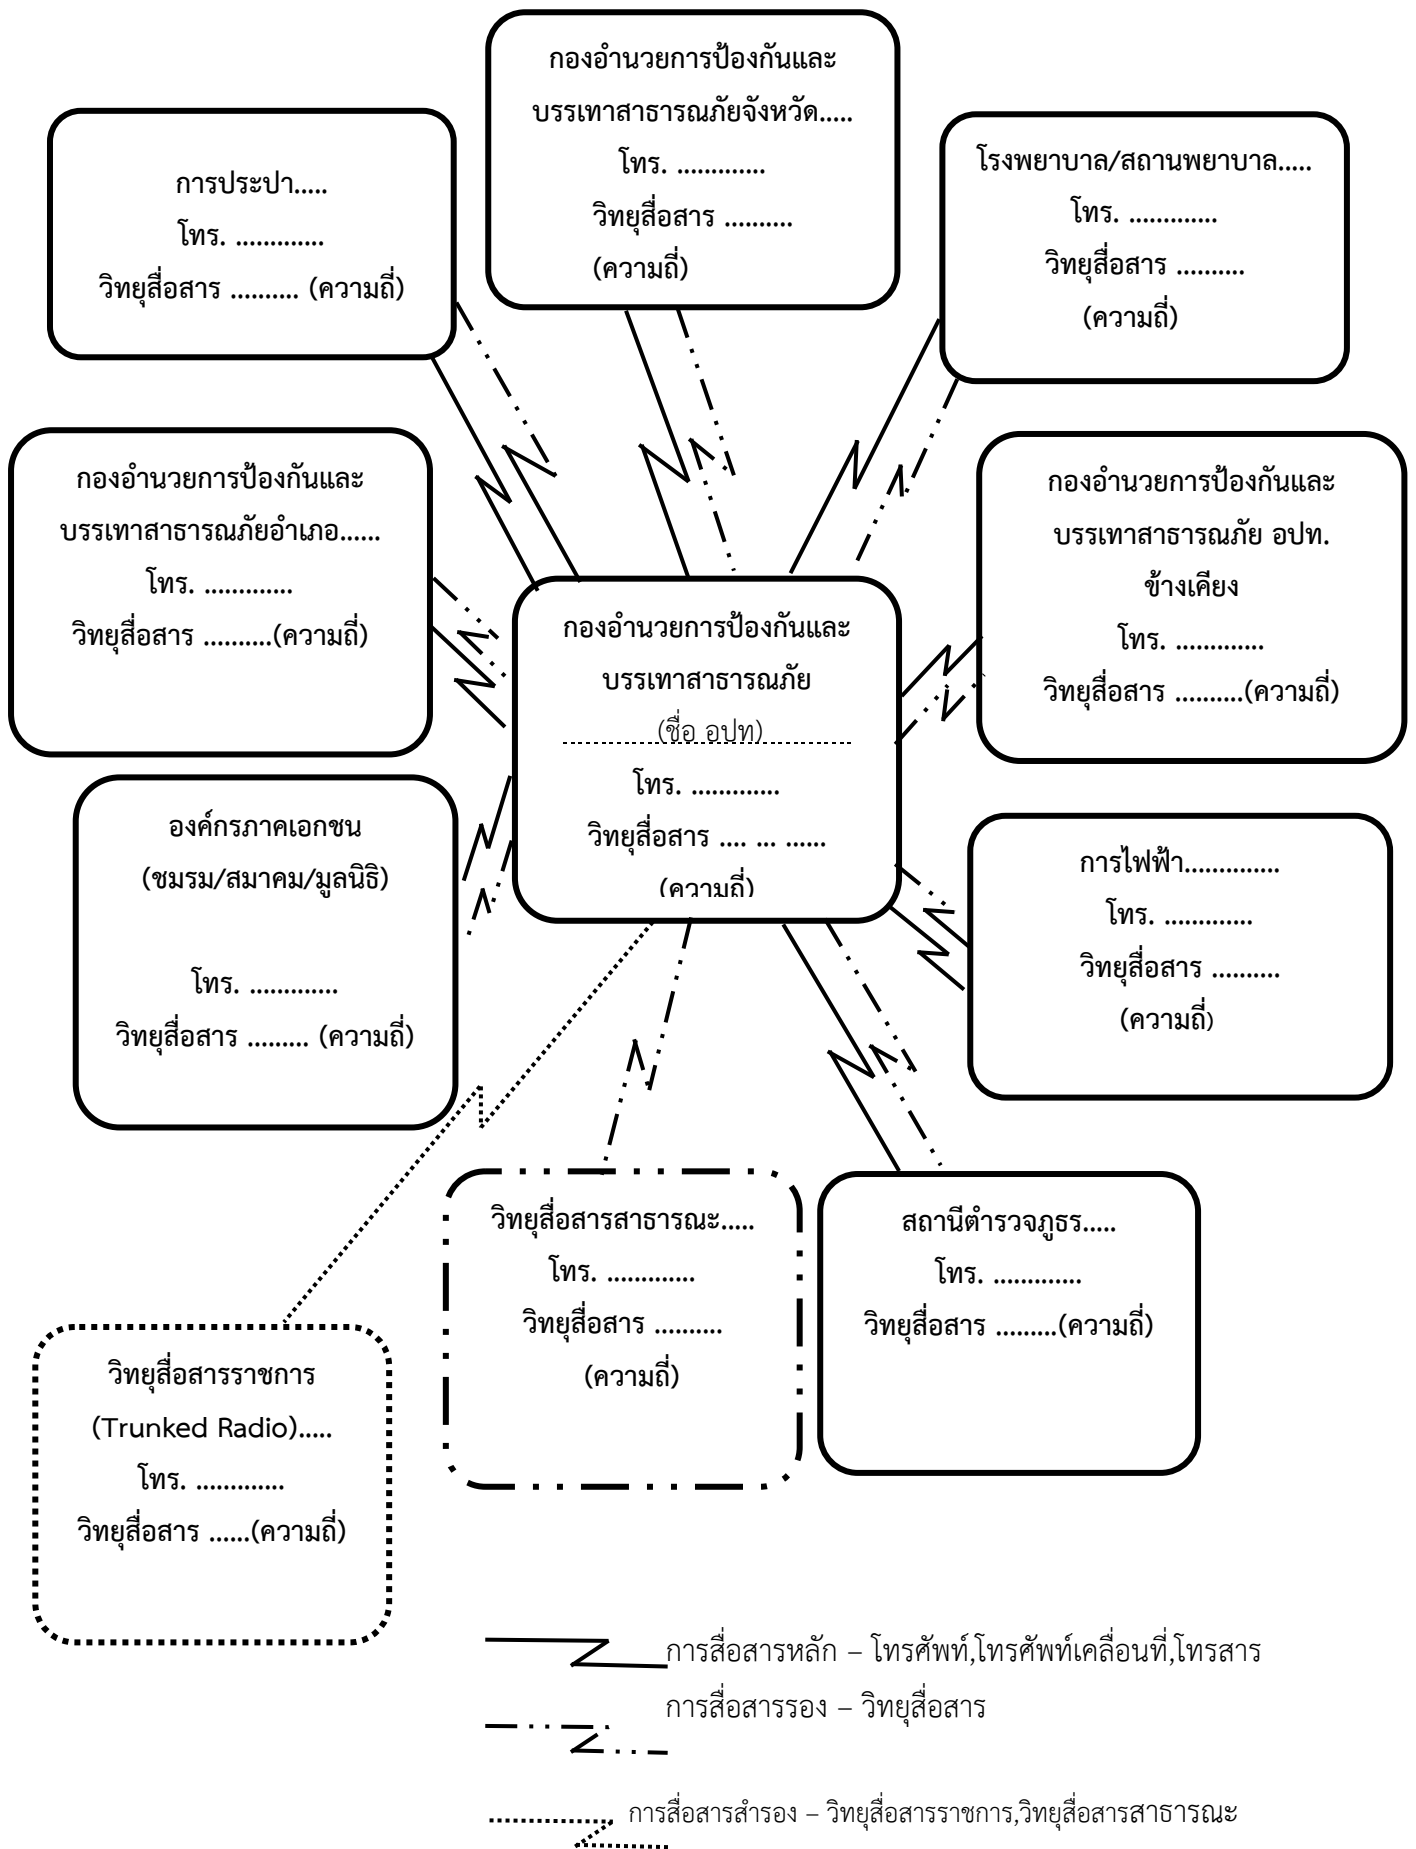 กองอำนวยการป้องกันและ
บรรเทาสาธารณภัยจังหวัด.....
โทร. .............
วิทยุสื่อสาร ..........
(ความถี่)
การประปา.....
โทร. .............
วิทยุสื่อสาร .......... (ความถี่)
โรงพยาบาล/สถานพยาบาล.....
โทร. .............
วิทยุสื่อสาร ..........
(ความถี่)
กองอำนวยการป้องกันและ
บรรเทาสาธารณภัยอำเภอ......
โทร. .............
วิทยุสื่อสาร ..........(ความถี่)
กองอำนวยการป้องกันและ
บรรเทาสาธารณภัย อปท.
ข้างเคียง
โทร. .............
วิทยุสื่อสาร ..........(ความถี่)
กองอำนวยการป้องกันและ
บรรเทาสาธารณภัย
(ชื่อ อปท)
โทร. .............
วิทยุสื่อสาร .... ... ......
(ความถี่)
องค์กรภาคเอกชน
(ชมรม/สมาคม/มูลนิธิ)
โทร. .............
วิทยุสื่อสาร ......... (ความถี่)
การไฟฟ้า..............
โทร. .............
วิทยุสื่อสาร ..........
(ความถี่)
วิทยุสื่อสารสาธารณะ.....
โทร. .............
วิทยุสื่อสาร ..........
(ความถี่)
สถานีตำรวจภูธร.....
โทร. .............
วิทยุสื่อสาร .........(ความถี่)
วิทยุสื่อสารราชการ
(Trunked Radio).....
โทร. .............
วิทยุสื่อสาร ......(ความถี่)
การสื่อสารหลัก – โทรศัพท์,โทรศัพท์เคลื่อนที่,โทรสาร
การสื่อสารรอง – วิทยุสื่อสาร
การสื่อสารสำรอง – วิทยุสื่อสารราชการ,วิทยุสื่อสารสาธารณะ